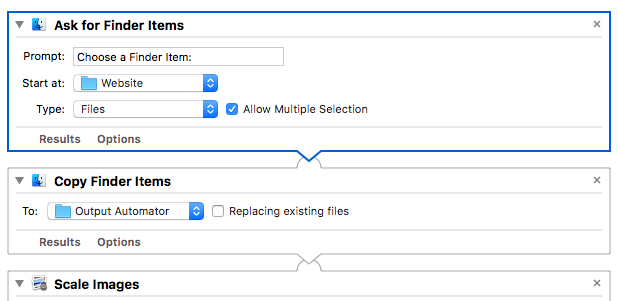 Ask for Finder Items
Prompt: Choose a Finder Item:
Start at: Website
Type: Files Allow Multiple Selection
Results Options
Copy Finder Items
To: Output Automator Replacing existing files
Results Options
Scale Images